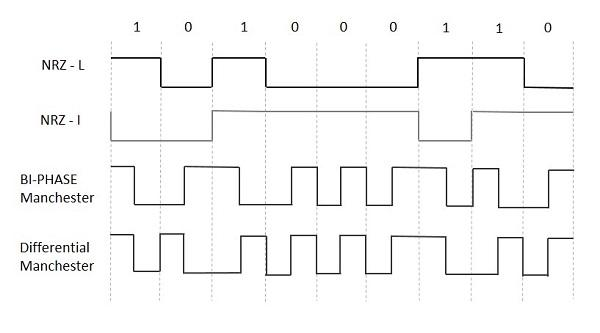 1 0 1 0 0 0 1 1 0
NRZ - L
NRZ - I
BI-PHASE
Manchester
Differential
Manchester